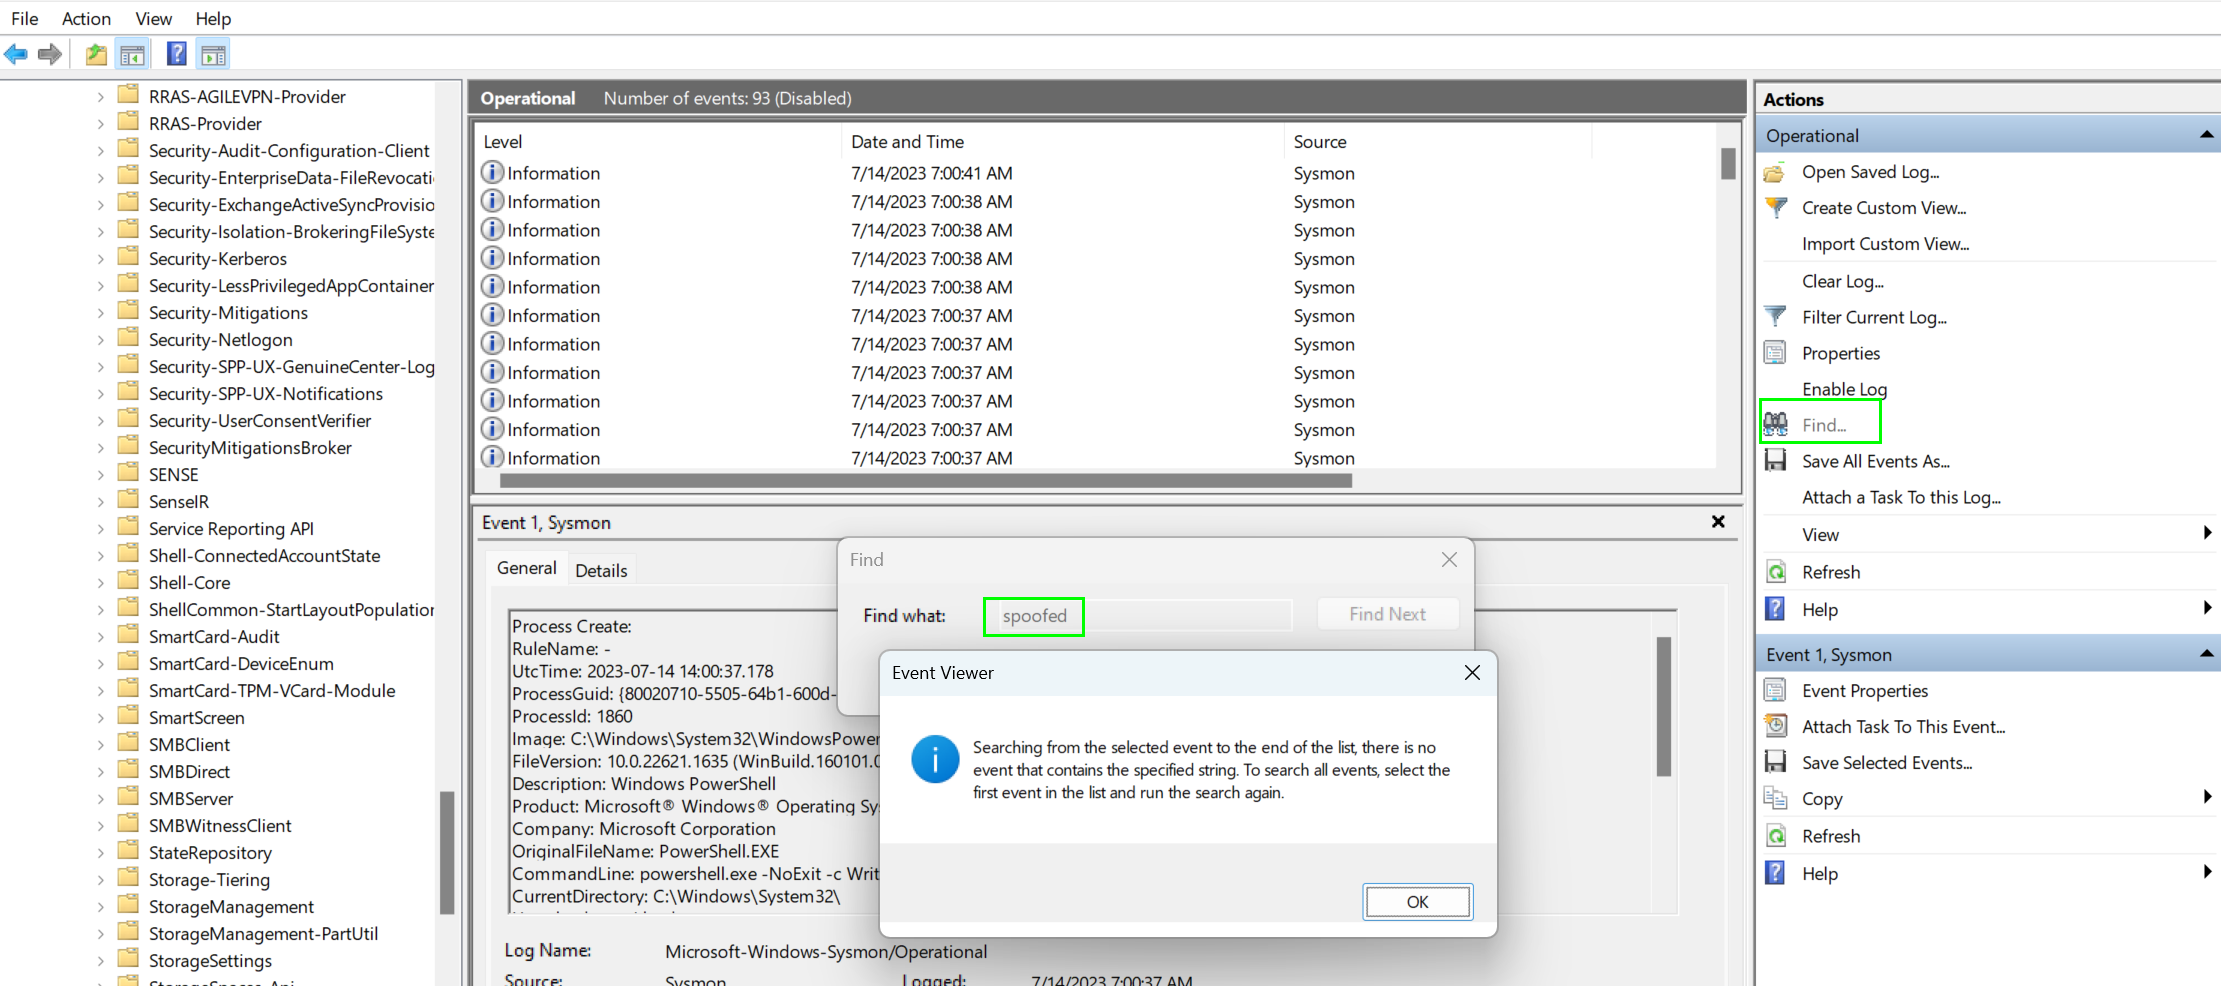 File Action View Help
RRAS-AGILEVPN-Provider
RRAS-Provider
Security-Audit-Configuration-Client
Security-EnterpriseData-FileRevocati
Security-ExchangeActiveSyncProvisio
Security-Isolation-BrokeringFileSyste
Security-Kerberos
Security-LessPrivilegedAppContainer
Security-Mitigations
Security-Netlogon
Security-SPP-UX-GenuineCenter-Log
Security-SPP-UX-Notifications
Security-UserConsentVerifier
SecurityMitigationsBroker
SENSE
SenseIR
Service Reporting API
Shell-ConnectedAccountState
Shell-Core
ShellCommon-StartLayoutPopulation
SmartCard-Audit
SmartCard-DeviceEnum
SmartCard-TPM-VCard-Module
SmartScreen
SMBClient
SMBDirect
SMBServer
SMBWitnessClient
StateRepository
Storage-Tiering
StorageManagement
StorageManagement-PartUtil
StorageSettings
Operational Number of events: 93 (Disabled)
Level Date and Time Source
Information 7/14/2023 7:00:41 AM Sysmon
Information 7/14/2023 7:00:38 AM Sysmon
Information 7/14/2023 7:00:38 AM Sysmon
Information 7/14/2023 7:00:38 AM Sysmon
Information 7/14/2023 7:00:38 AM Sysmon
Information 7/14/2023 7:00:37 AM Sysmon
Information 7/14/2023 7:00:37 AM Sysmon
Information 7/14/2023 7:00:37 AM Sysmon
Information 7/14/2023 7:00:37 AM Sysmon
Information 7/14/2023 7:00:37 AM Sysmon
Information 7/14/2023 7:00:37 AM Sysmon
Event 1, Sysmon
General Details
Process Create:
RuleName: -
UtcTime: 2023-07-14 14:00:37.178
ProcessGuid: {80020710-5505-64b1-600d-
ProcessId: 1860
Image: C:\Windows\System32\WindowsPower
FileVersion: 10.0.22621.1635 (WinBuild.160101.0
Description: Windows PowerShell
Product: Microsoft® Windows® Operating Sy
Company: Microsoft Corporation
OriginalFileName: PowerShell.EXE
CommandLine: powershell.exe -NoExit -c Writ
CurrentDirectory: C:\Windows\System32\
Log Name: Microsoft-Windows-Sysmon/Operational
Source: Sysmon Logged: 7/14/2023 7:00:37 AM
Find
Find what: spoofed Find Next
Event Viewer
Searching from the selected event to the end of the list, there is no
event that contains the specified string. To search all events, select the
first event in the list and run the search again.
OK
Actions
Operational
Open Saved Log...
Create Custom View...
Import Custom View...
Clear Log...
Filter Current Log...
Properties
Enable Log
Find...
Save All Events As...
Attach a Task To this Log...
View
Refresh
Help
Event 1, Sysmon
Event Properties
Attach Task To This Event...
Save Selected Events...
Copy
Refresh
Help